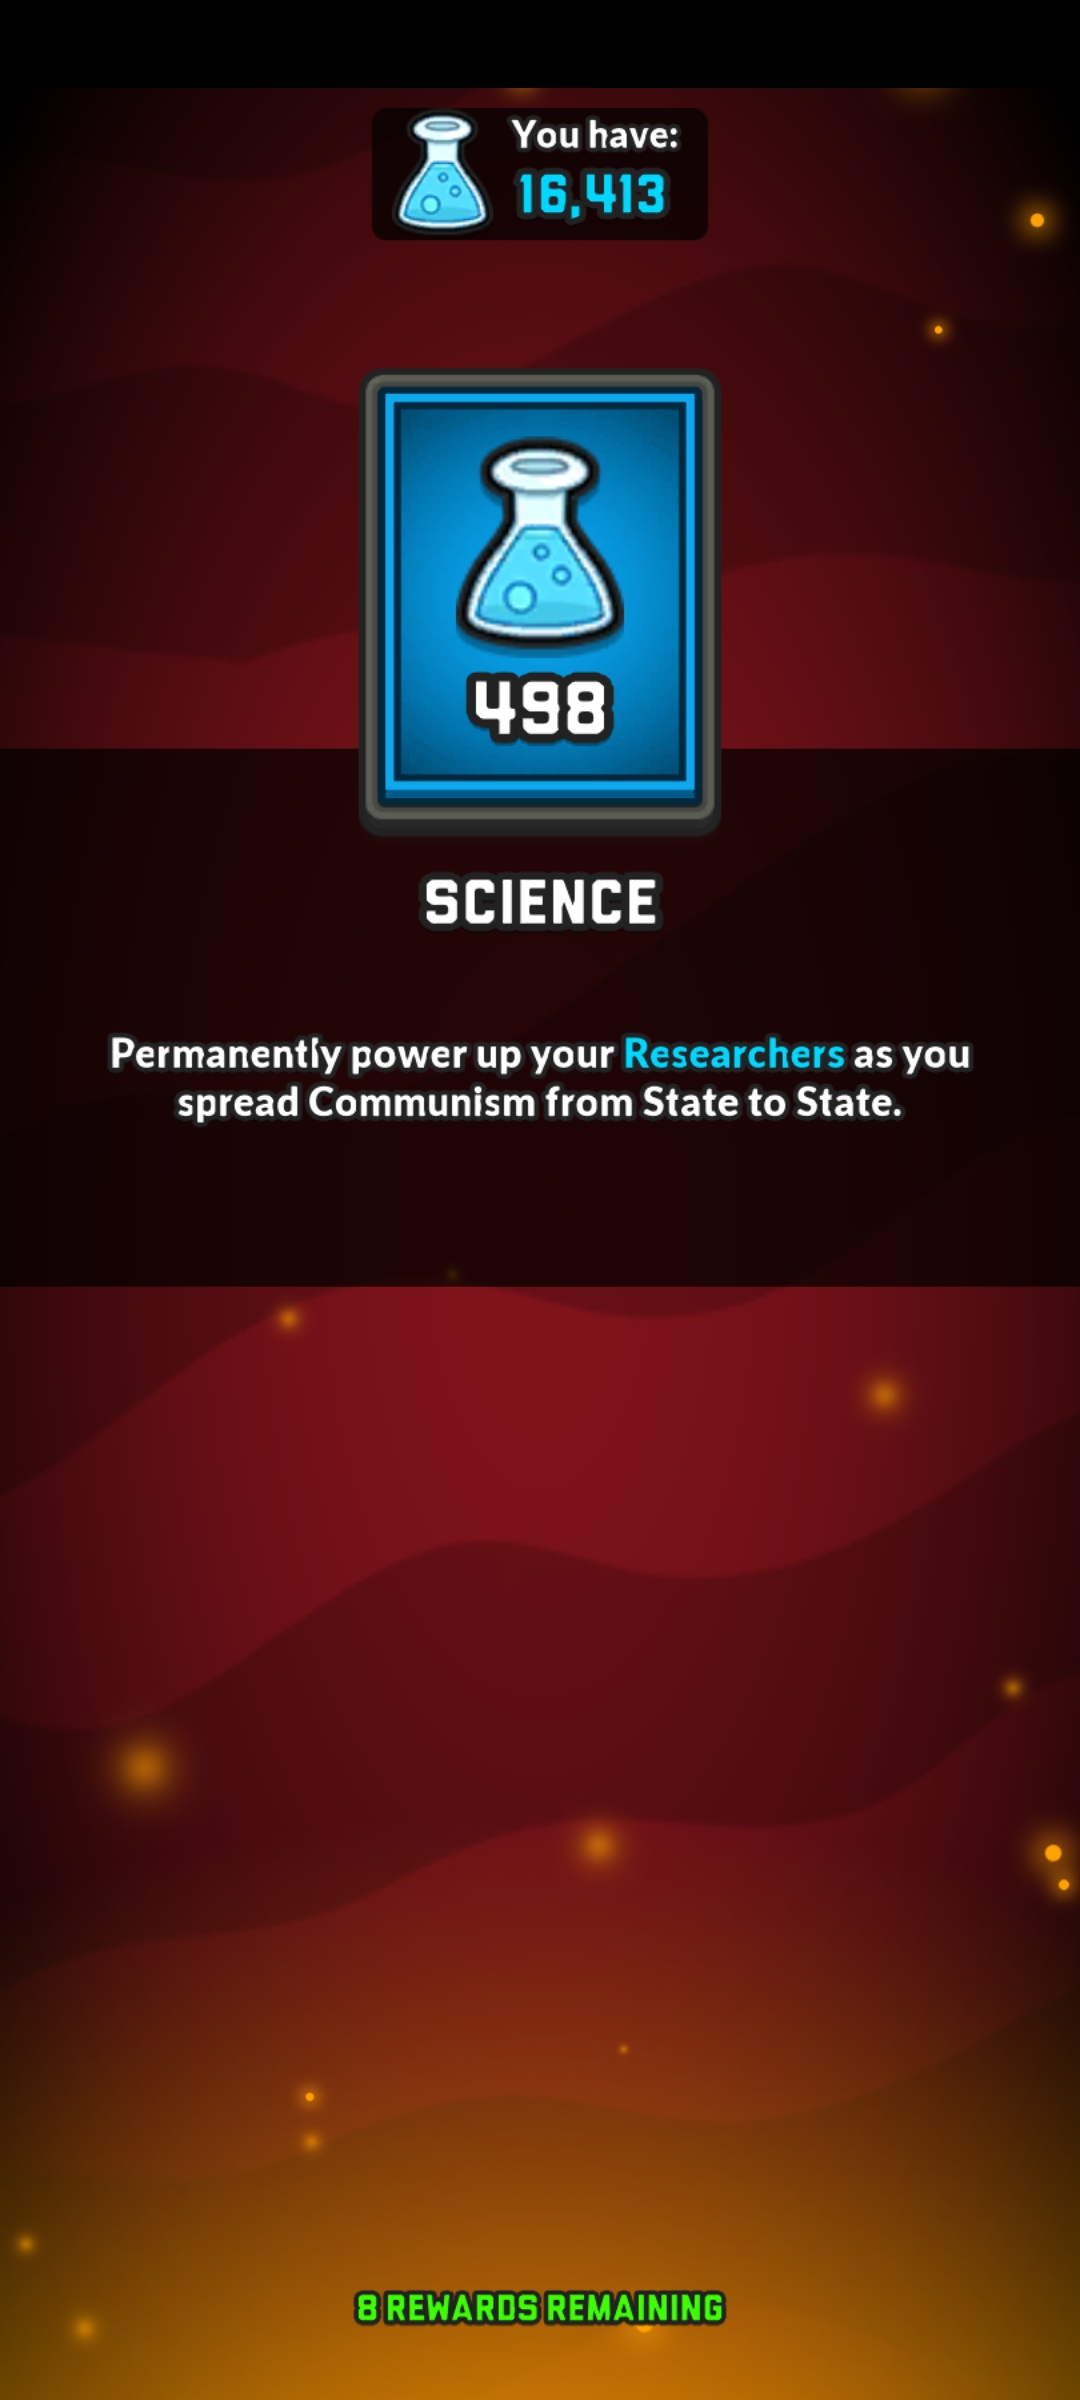 You have:
16,413
498
SCIENCE
Permanently power up your Researchers as you
spread Communism from State to State.
8 REWARDS REMAINING